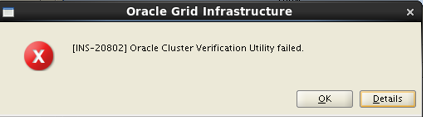 Oracle Grid Infrastructure
[INS-20802] Oracle Cluster Verification Utility failed.
OK
Details